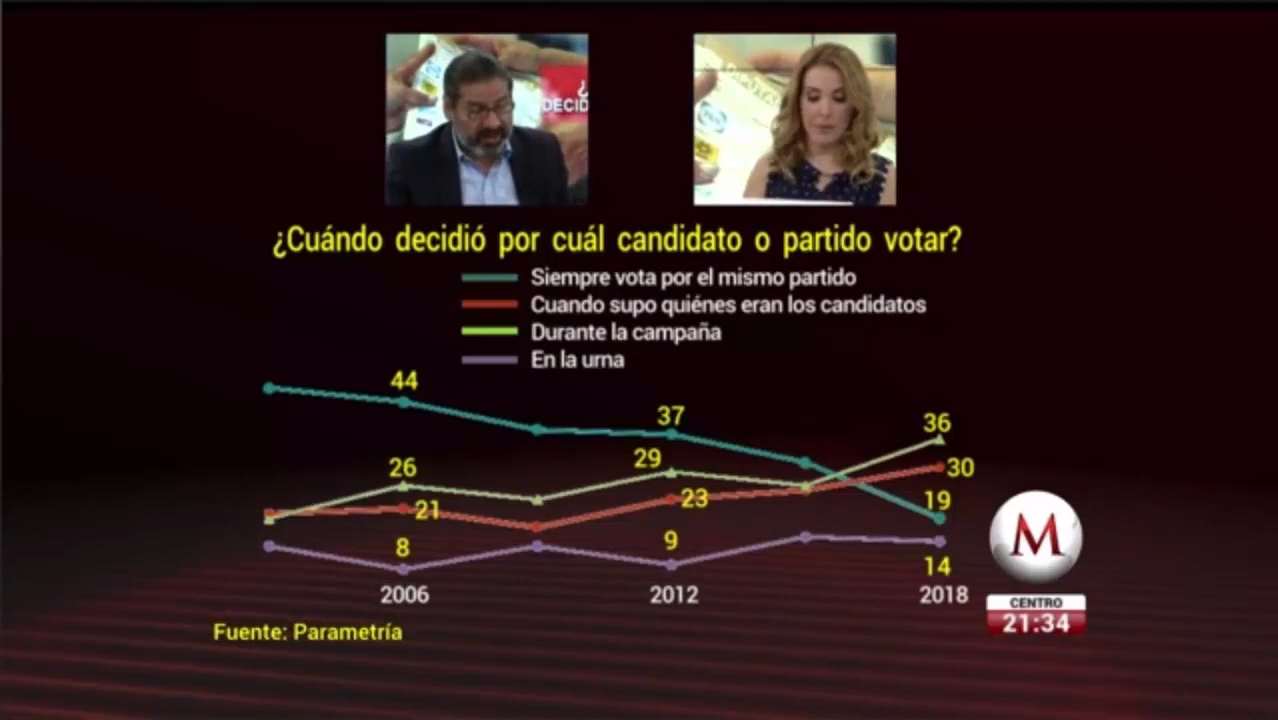 ¿
DECID
¿Cuándo decidió por cuál candidato o partido votar?
Siempre vota por el mismo partido
Cuando supo quiénes eran los candidatos
Durante la campaña
En la urna
44
37
36
26
29
30
21
23
19
8
9
14
2006
2012
2018
Fuente: Parametría
M
CENTRO
21:34